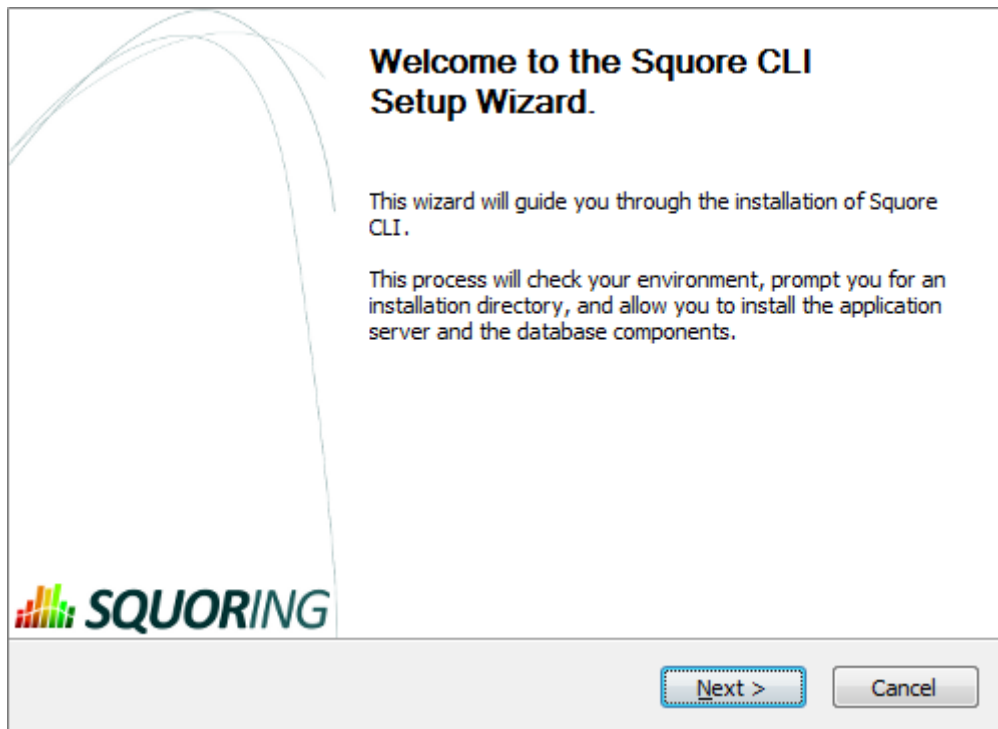 Welcome to the Squore CLI
Setup Wizard.
This wizard will guide you through the installation of Squore
CLI.
This process will check your environment, prompt you for an
installation directory, and allow you to install the application
server and the database components.
SQUORING
Next >
Cancel